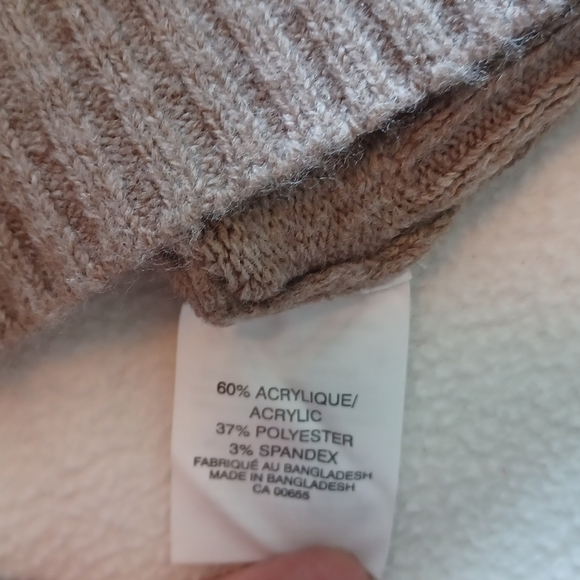 60% ACRYLIQUE/
ACRYLIC
37% POLYESTER
3% SPANDEX
FABRIQUÉ AU BANGLADESH
MADE IN BANGLADESH
CA 00655